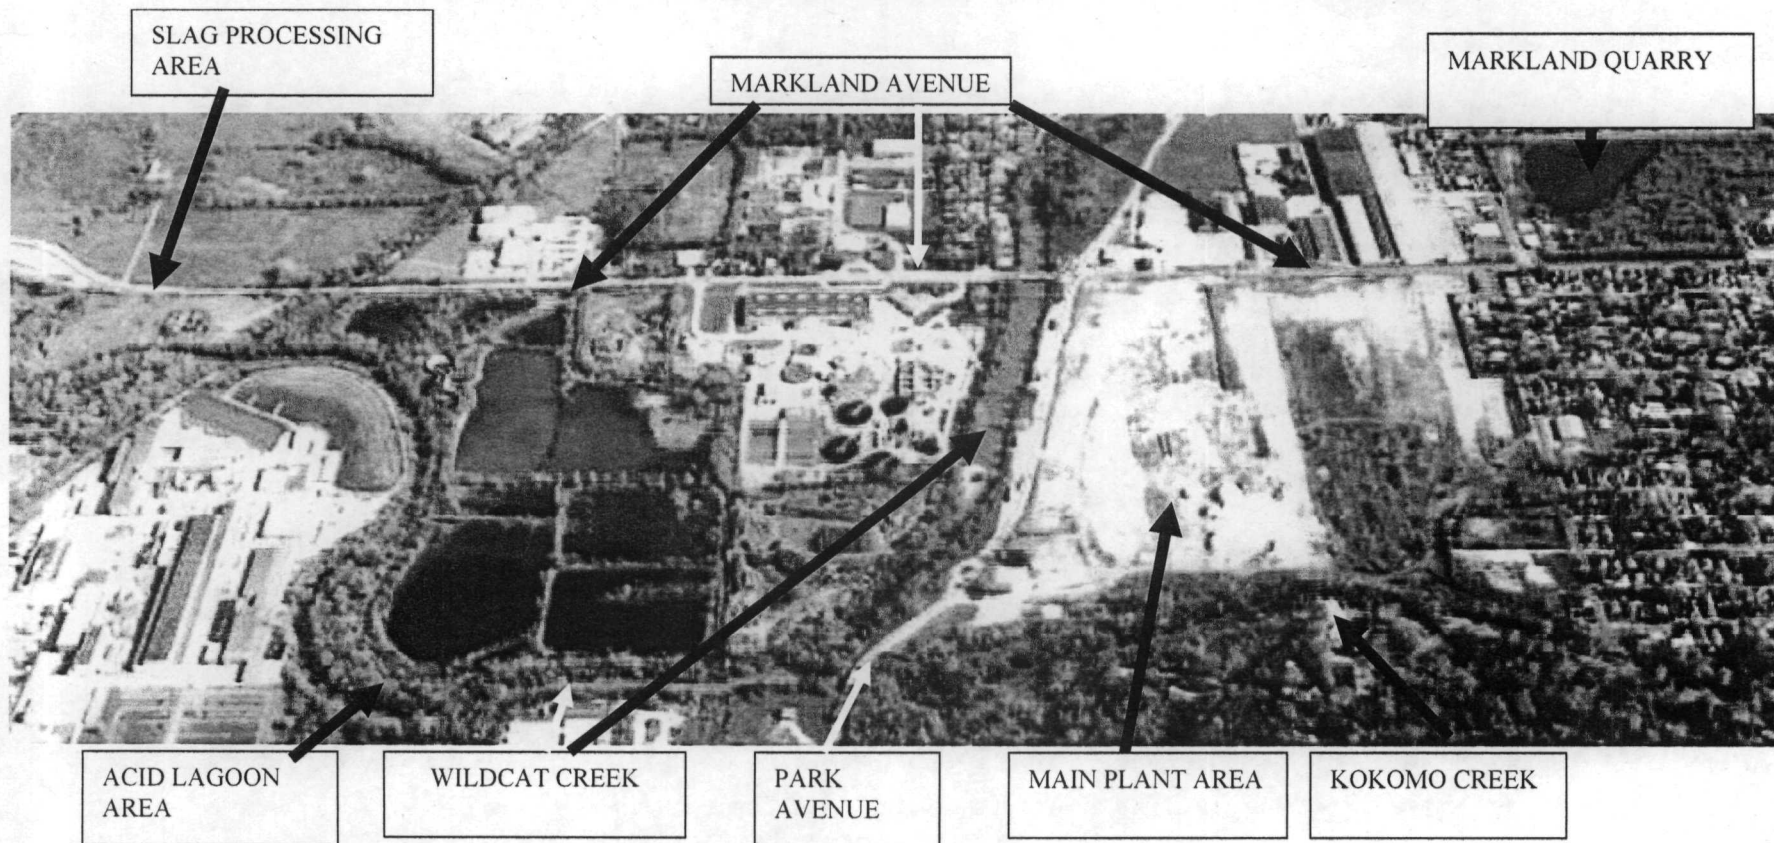 SLAG PROCESSING
AREA
MARKLAND AVENUE
MARKLAND QUARRY
ACID LAGOON
AREA
WILDCAT CREEK
PARK
AVENUE
MAIN PLANT AREA
KOKOMO CREEK